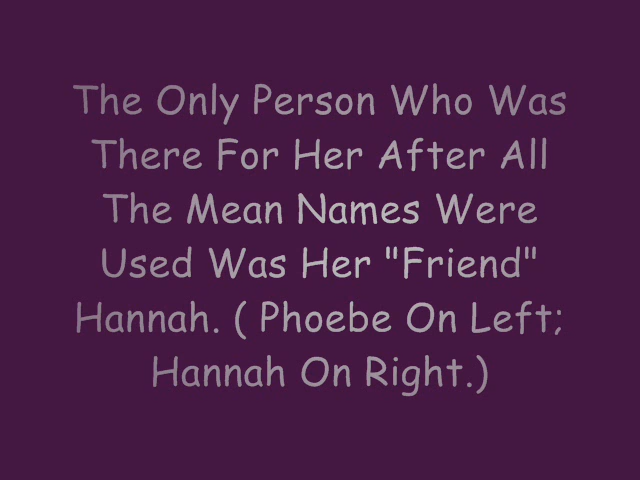 The Only Person Who Was
There For Her After All
The Mean Names Were
Used Was Her "Friend"
Hannah. ( Phoebe On Left;
Hannah On Right.)